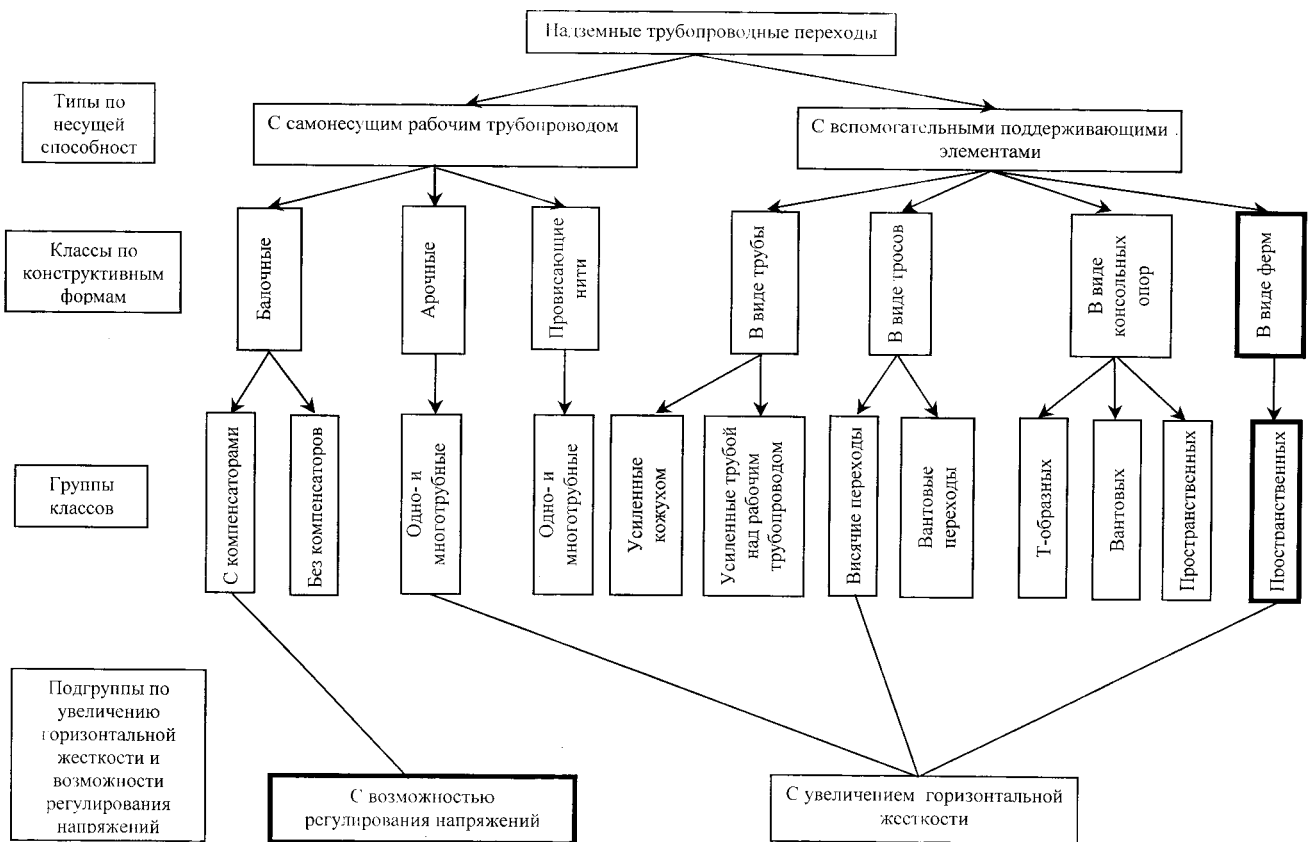 Надземные трубопроводные переходы
Типы по
несущей
способност
С самонесущим рабочим трубопроводом
С вспомогательными поддерживающими
элементами
Классы по
конструктивным
формам
Балочные
Арочные
Провисающие
нити
В виде трубы
В виде тросов
В виде
консольных
опор
В виде ферм
Группы
классов
С компенсаторами
Без компенсаторов
Одно- и
многотрубные
Одно- и
многотрубные
Усиленные
кожухом
Усиленные трубой
над рабочим
трубопроводом
Висячие переходы
Вантовые
переходы
Т-образных
Вантовых
Пространственных
Пространственных
Подгруппы по
увеличению
горизонтальной
жесткости и
возможности
регулирования
напряжений
С возможностью
регулирования напряжений
С увеличением горизонтальной
жесткости